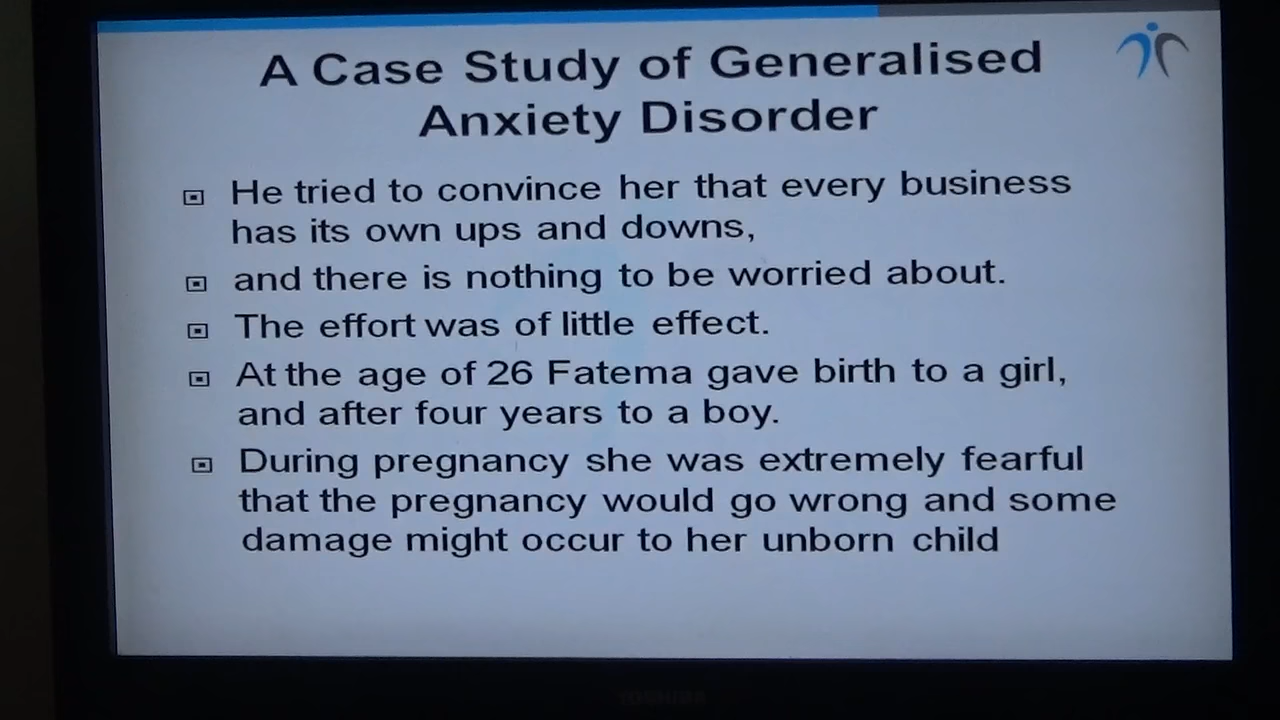 A Case Study of Generalised
Anxiety Disorder
He tried to convince her that every business
has its own ups and downs,
and there is nothing to be worried about.
The effort was of little effect.
At the age of 26 Fatema gave birth to a girl,
and after four years to a boy.
During pregnancy she was extremely fearful
that the pregnancy would go wrong and some
damage might occur to her unborn child